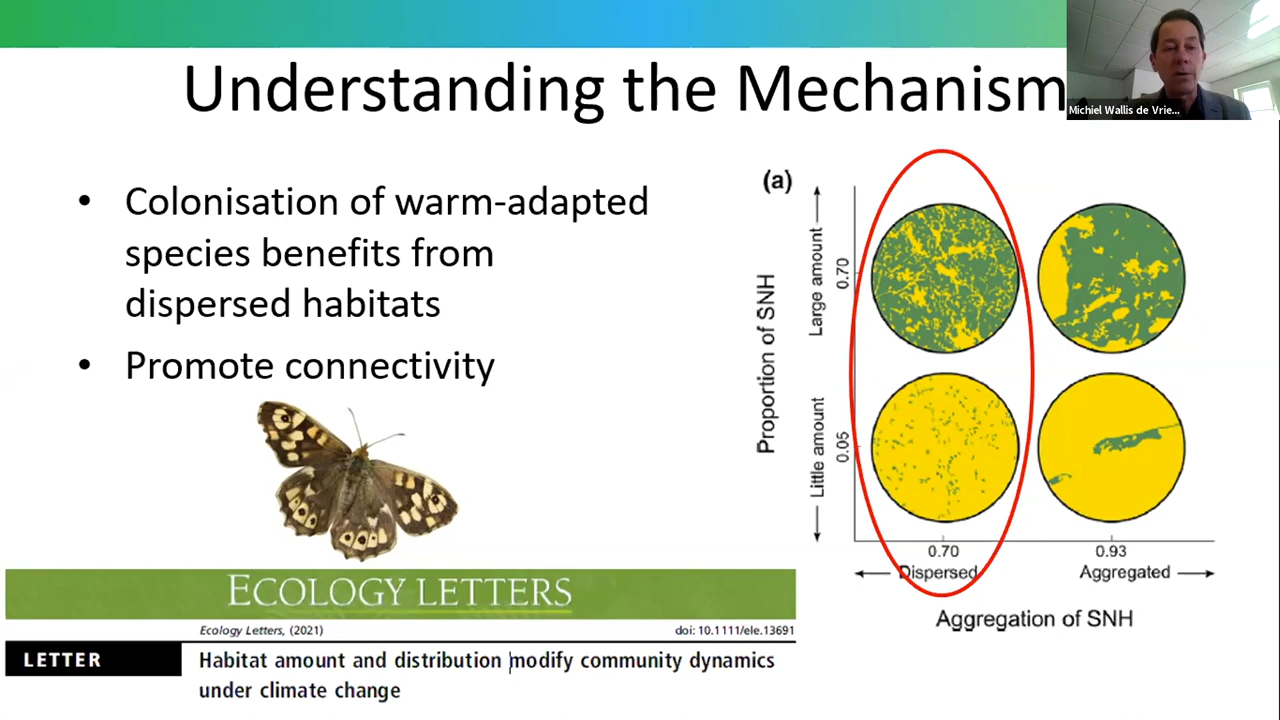 Understanding the Mechanism
Michiel Wallis de Vrie...
• Colonisation of warm-adapted
species benefits from
dispersed habitats
• Promote connectivity
(a)
Proportion of SNH
Large amount
0.70
Little amount
0.05
0.70
0.93
Dispersed
Aggregated
Aggregation of SNH
ECOLOGY LETTERS
Ecology Letters, (2021)
doi: 10.1111/ele.13691
LETTER
Habitat amount and distribution modify community dynamics
under climate change